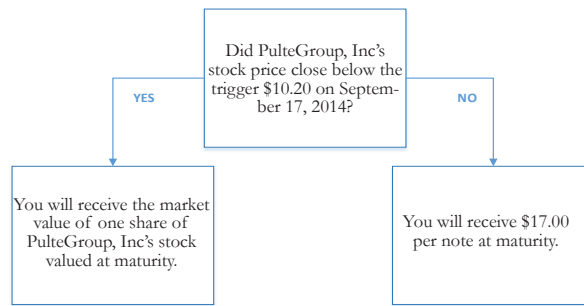 Did PulteGroup, Inc's
stock price close below the
trigger $10.20 on Septem-
ber 17, 2014?
YES
NO
You will receive the market
value of one share of
PulteGroup, Inc's stock
valued at maturity.
You will receive $17.00
per note at maturity.